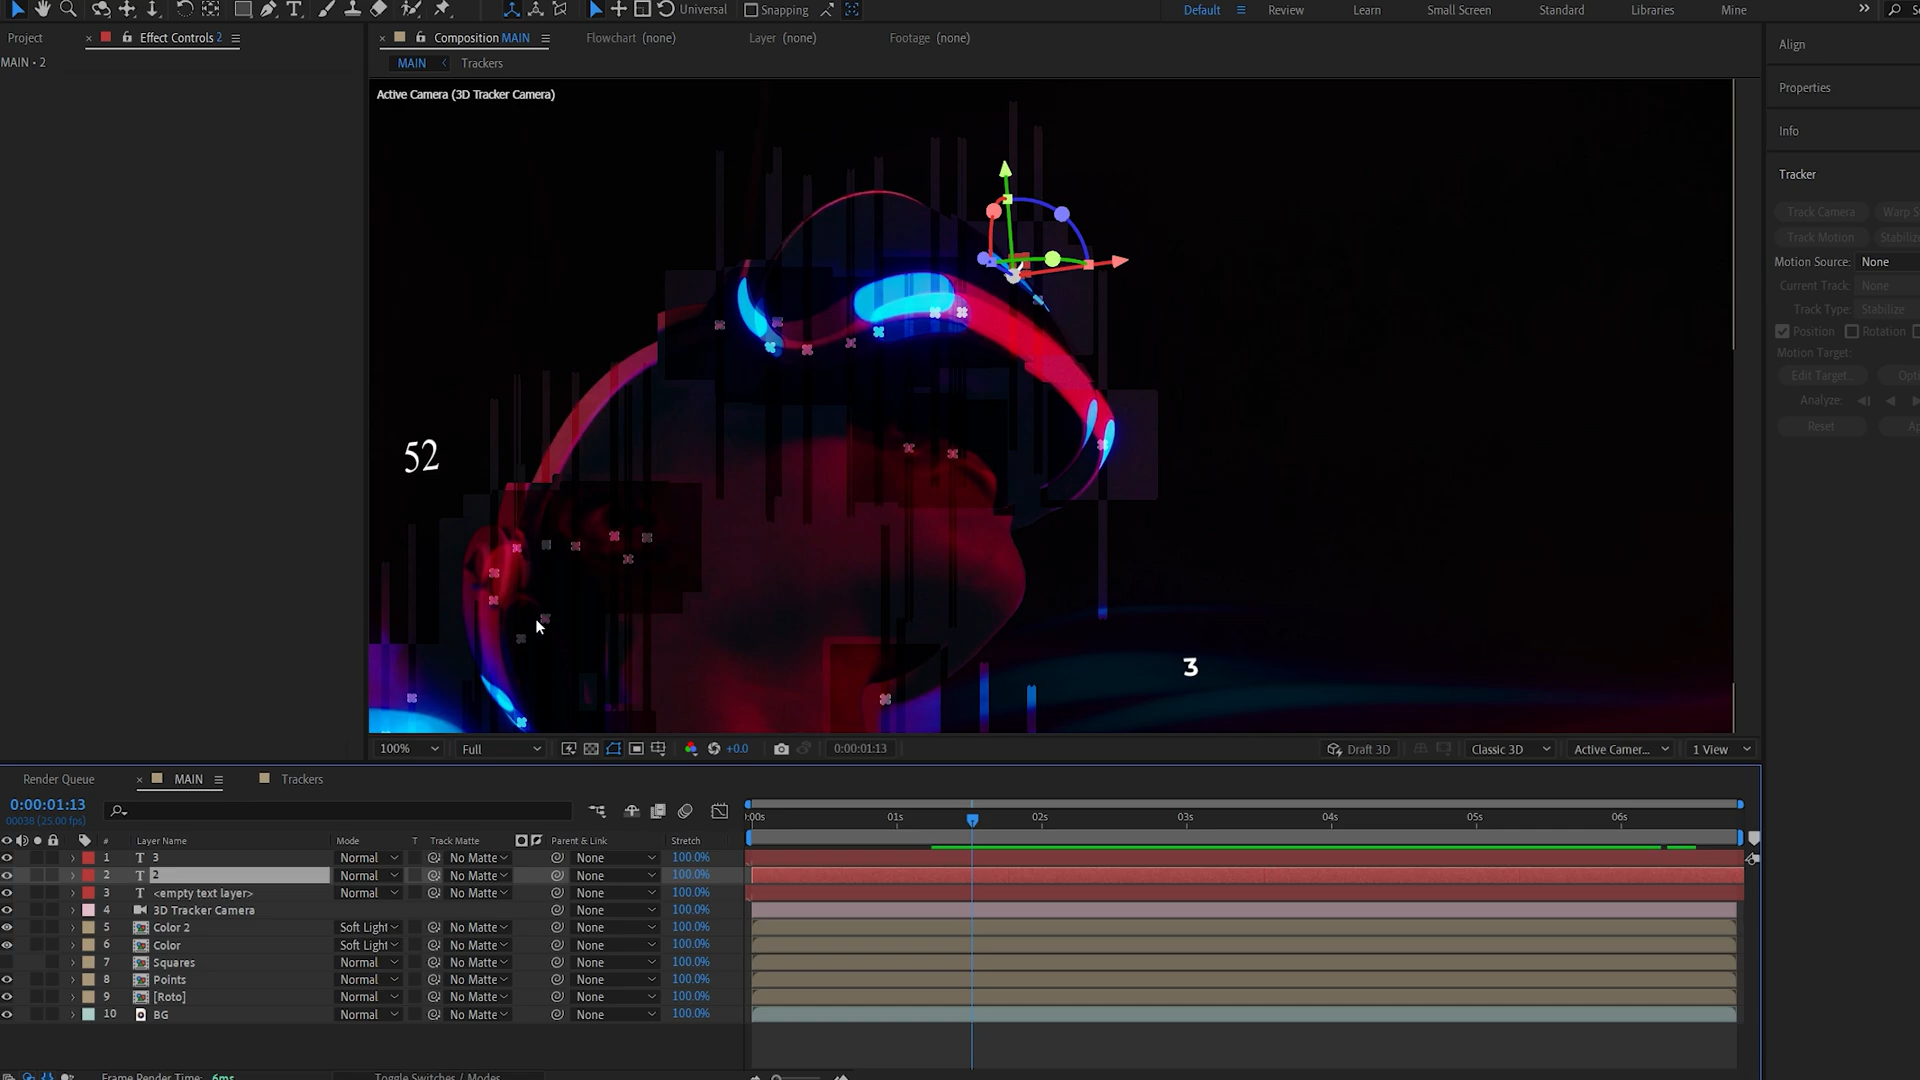 Universal
Snapping
Default
Review
Learn
Small Screen
Standard
Libraries
Mine
Project
Effect Controls 2
Composition MAIN
Flowchart (none)
Layer (none)
Footage (none)
Align
MAIN • 2
MAIN
Trackers
Active Camera (3D Tracker Camera)
Properties
Info
Tracker
Track Camera
Track Motion
Motion Source: None
Current Track: None
Track Type: Stabilize
Position
Rotation
Motion Target:
Edit Target...
Analyze:
Reset
52
3
100%
Full
+0.0
0:00:01:13
Draft 3D
Classic 3D
Active Camer...
1 View
Render Queue
MAIN
Trackers
0:00:01:13
00038 (25.00 fps)
:00s 01s 02s 03s 04s 05s 06s
# Layer Name Mode T Track Matte Parent & Link Stretch
1 T 3 Normal No Matte None 100.0%
2 T 2 Normal No Matte None 100.0%
3 T <empty text layer> Normal No Matte None 100.0%
4 3D Tracker Camera None 100.0%
5 Color 2 Soft Light No Matte None 100.0%
6 Color Soft Light No Matte None 100.0%
7 Squares Normal No Matte None 100.0%
8 Points Normal No Matte None 100.0%
9 [Roto] Normal No Matte None 100.0%
10 BG Normal No Matte None 100.0%
Frame Render Time: 6ms
Toggle Switches / Modes